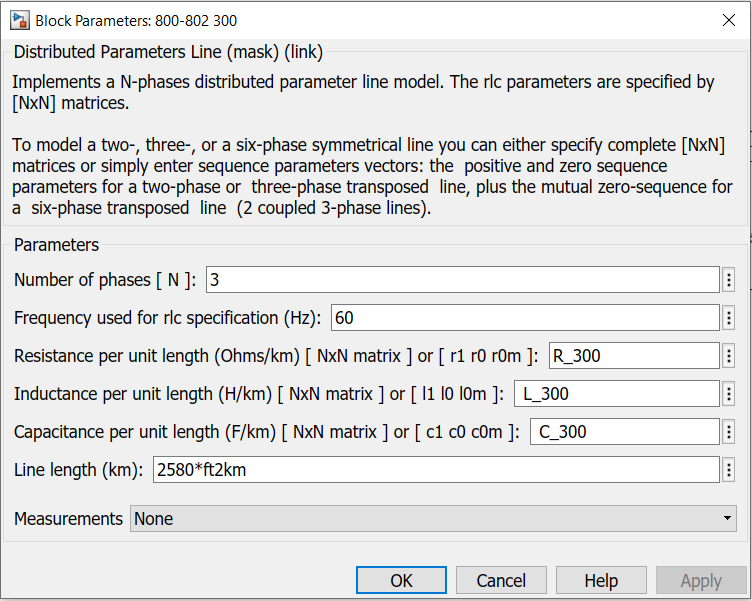 Block Parameters: 800-802 300
Distributed Parameters Line (mask) (link)
Implements a N-phases distributed parameter line model. The rlc parameters are specified by
[NxN] matrices.
To model a two-, three-, or a six-phase symmetrical line you can either specify complete [NxN]
matrices or simply enter sequence parameters vectors: the  positive and zero sequence
parameters for a two-phase or  three-phase transposed  line, plus the mutual zero-sequence for
a  six-phase transposed  line  (2 coupled 3-phase lines).
Parameters
Number of phases [ N ]: 3
Frequency used for rlc specification (Hz): 60
Resistance per unit length (Ohms/km) [ NxN matrix ] or [ r1 r0 r0m ]: R_300
Inductance per unit length (H/km) [ NxN matrix ] or [ l1 l0 l0m ]: L_300
Capacitance per unit length (F/km) [ NxN matrix ] or [ c1 c0 c0m ]: C_300
Line length (km): 2580*ft2km
Measurements None
OK Cancel Help Apply